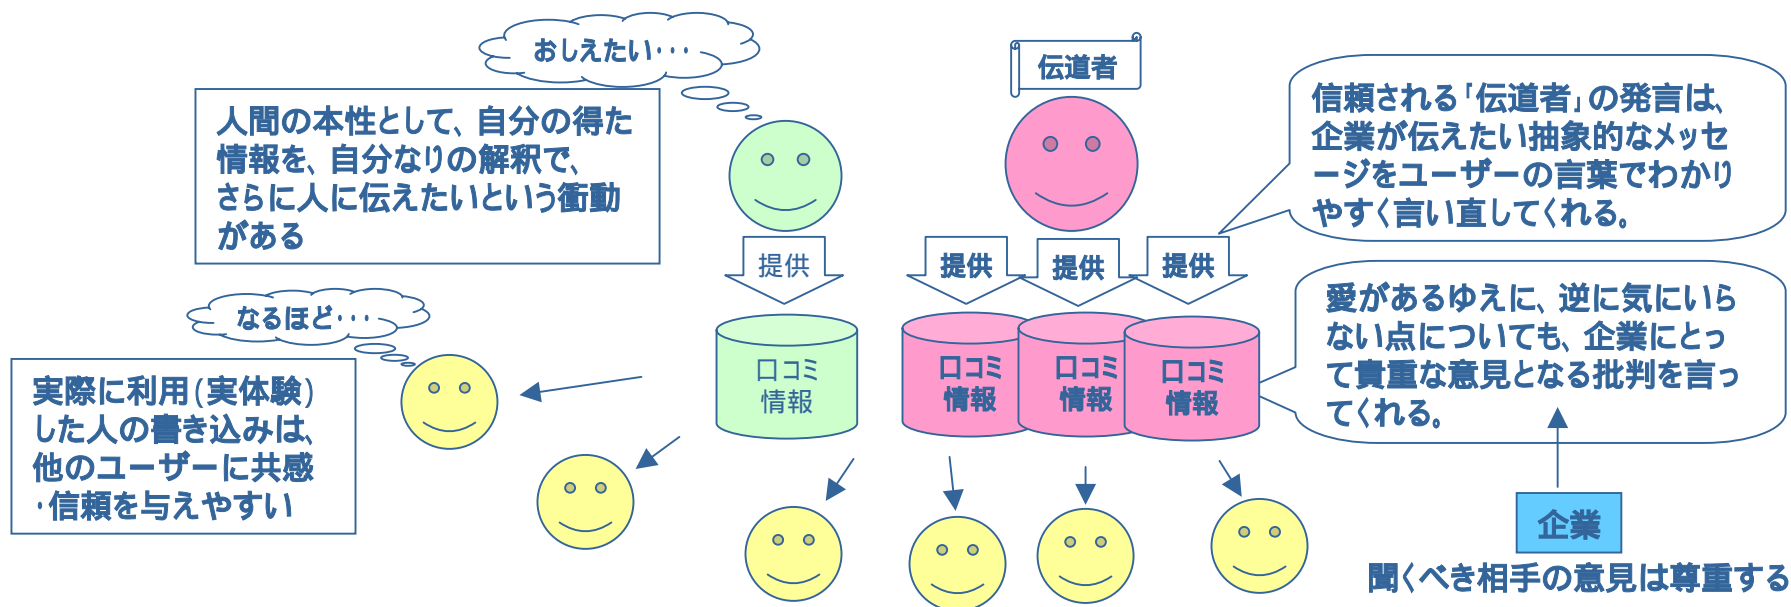 おしえたい・・・
伝道者
人間の本性として、自分の得た
情報を、自分なりの解釈で、
さらに人に伝えたいという衝動
がある
信頼される「伝道者」の発言は、
企業が伝えたい抽象的なメッセ
ージをユーザーの言葉でわかり
やすく言い直してくれる。
提供
提供
提供
提供
なるほど・・・
実際に利用(実体験)
した人の書き込みは、
他のユーザーに共感
・信頼を与えやすい
口コミ
情報
口コミ
情報
口コミ
情報
口コミ
情報
愛があるゆえに、逆に気にいら
ない点についても、企業にとっ
て貴重な意見となる批判を言っ
てくれる。
企業
聞くべき相手の意見は尊重する